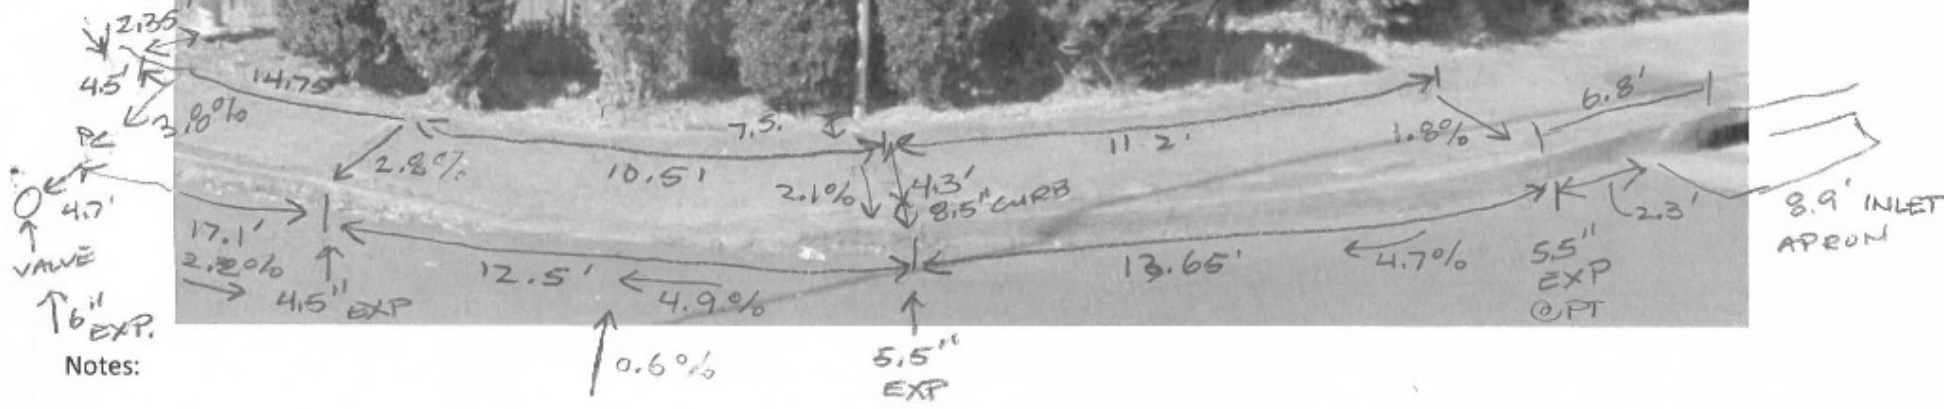 2.35'
4.5'
14.75
3.8%
PC
4.7'
VALVE
6" EXP.
17.1'
2.2%
4.5" EXP
2.8%
10.5'
7.5.
12.5'
4.9%
0.6%
2.1%
4.3'
8.5" CURB
5.5"
EXP
11.2'
13.65'
4.7%
1.8%
6.8'
5.5"
EXP
@PT
2.3'
8.9' INLET
APRON
Notes: